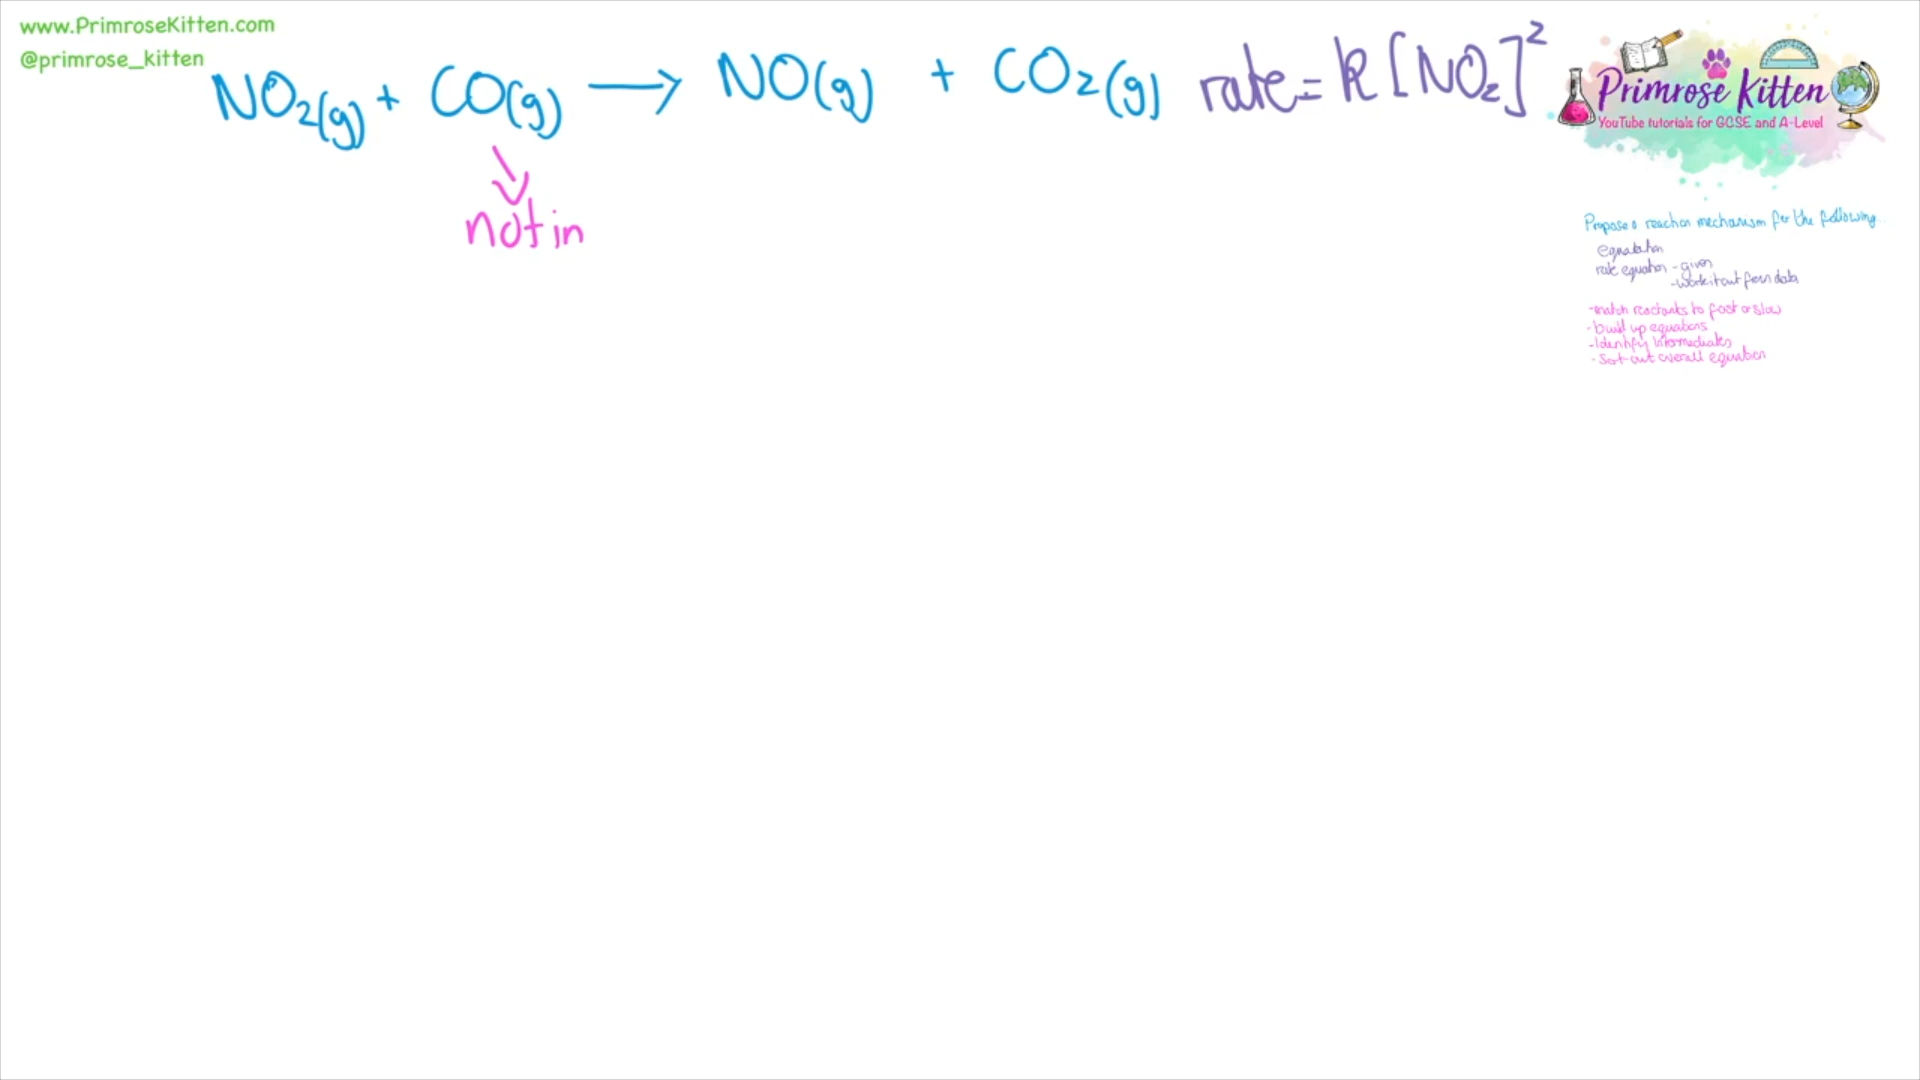 www.PrimroseKitten.com
@primrose_kitten
NO₂(g) + CO(g) → NO(g) + CO₂(g) rate = k[NO₂]²
not in
Primrose Kitten
YouTube tutorials for GCSE and A-Level
Propose a reaction mechanism for the following...
rate equation - given
- work it out from data
- match reactants to fast or slow
- build up equations
- Identify Intermediates
- Sort out overall equation